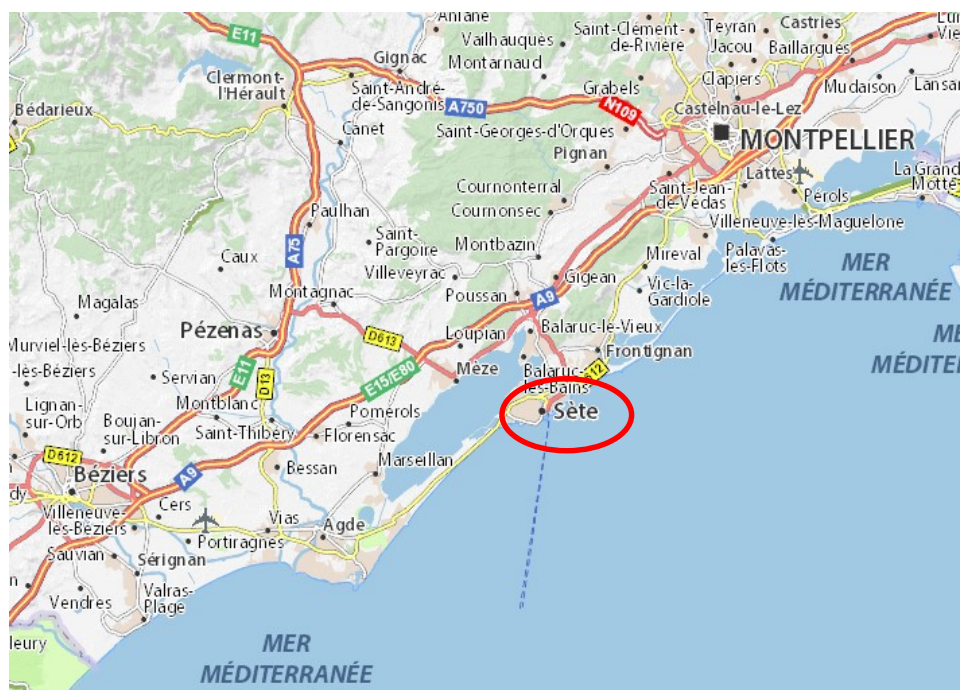 Aniane
Saint-Clément-
de-Rivière
Teyran
Castries
E11
Vailhauquès
Jacou
Baillargues
Gignac
Montarnaud
Clapiers
Clermont-
l'Hérault
Saint-André-
de-Sangonis
Grabels
Mudaison
Bédarieux
A750
N109
Castelnau-le-Lez
Canet
Saint-Georges-d'Orques
MONTPELLIER
Pignan
Lattes
La Grand
Motte
Cournonterral
Saint-Jean-
de-Védas
Pérols
Cournonsec
Paulhan
Villeneuve-lès-Maguelone
Saint-
Pargoire
Montbazin
Mireval
Palavas-
les-Flots
A75
Caux
Villeveyrac
Gigean
Vic-la-
Gardiole
MER
MÉDITERRANÉE
Magalas
Montagnac
Poussan
A9
Pézenas
D613
Loupian
Balaruc-le-Vieux
Murviel-lès-Béziers
Frontignan
-lès-Béziers
Servian
E11
D13
E15/E80
Mèze
Balaruc-
les-Bains
Lignan-
sur-Orb
Montblanc
Pomérols
Sète
Boujan-
sur-Libron
Saint-Thibéry
Florensac
D612
Béziers
A9
Bessan
Marseillan
Villeneuve-
lès-Béziers
Cers
Vias
Agde
Portiragnes
Sauvian
Sérignan
Vendres
Valras-
Plage
MER
MÉDITERRANÉE